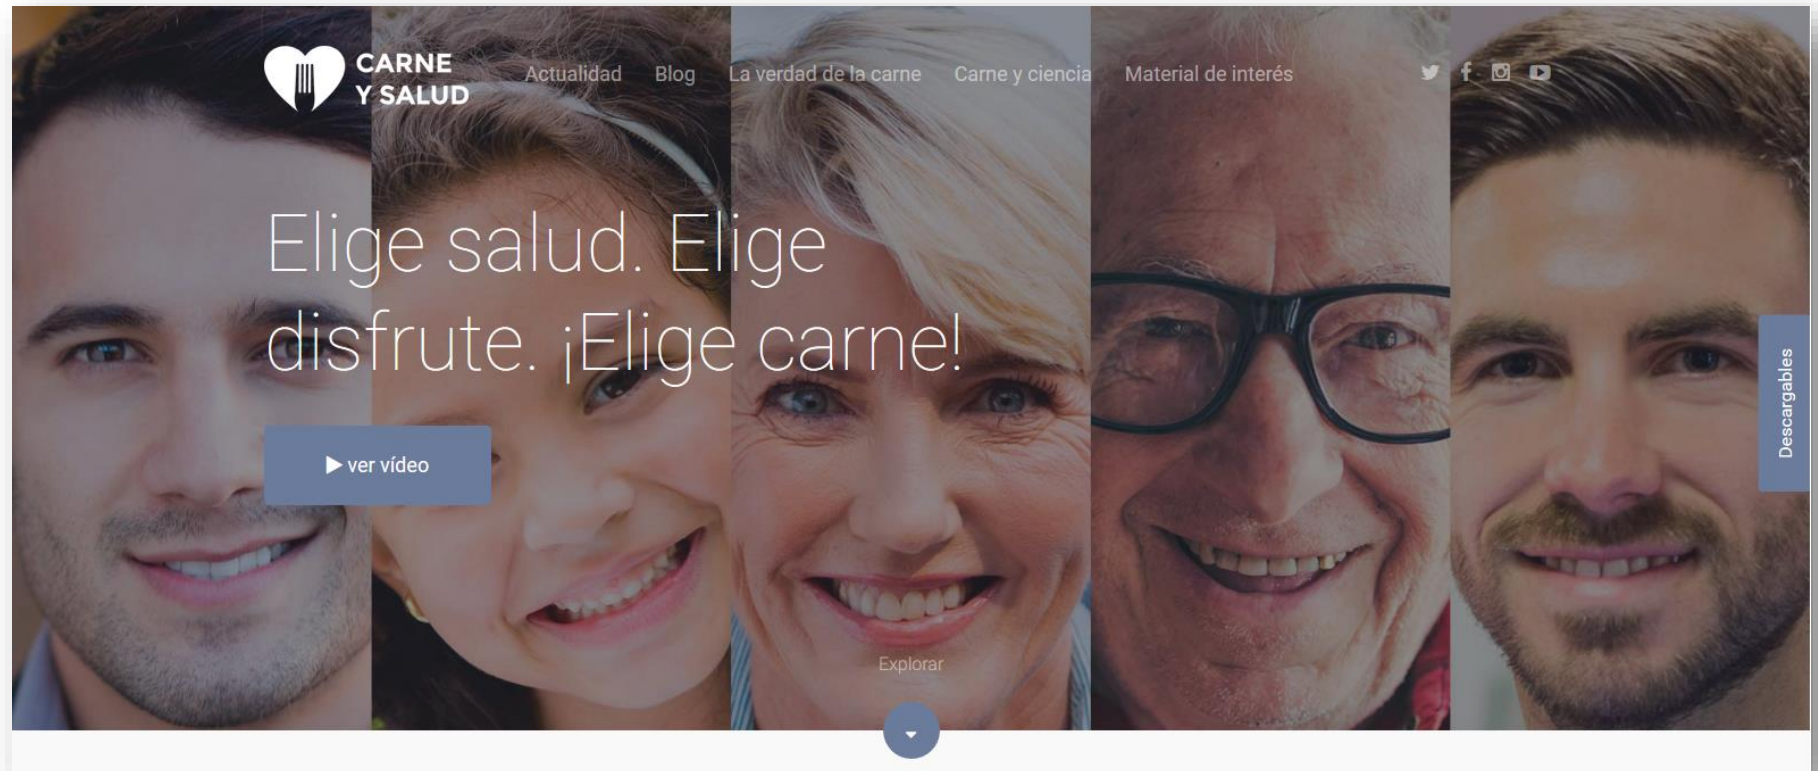 CARNE
Y SALUD
Actualidad
Blog
La verdad de la carne
Carne y ciencia
Material de interés
Elige salud. Elige
disfrute. ¡Elige carne!
ver vídeo
Descargables
Explorar